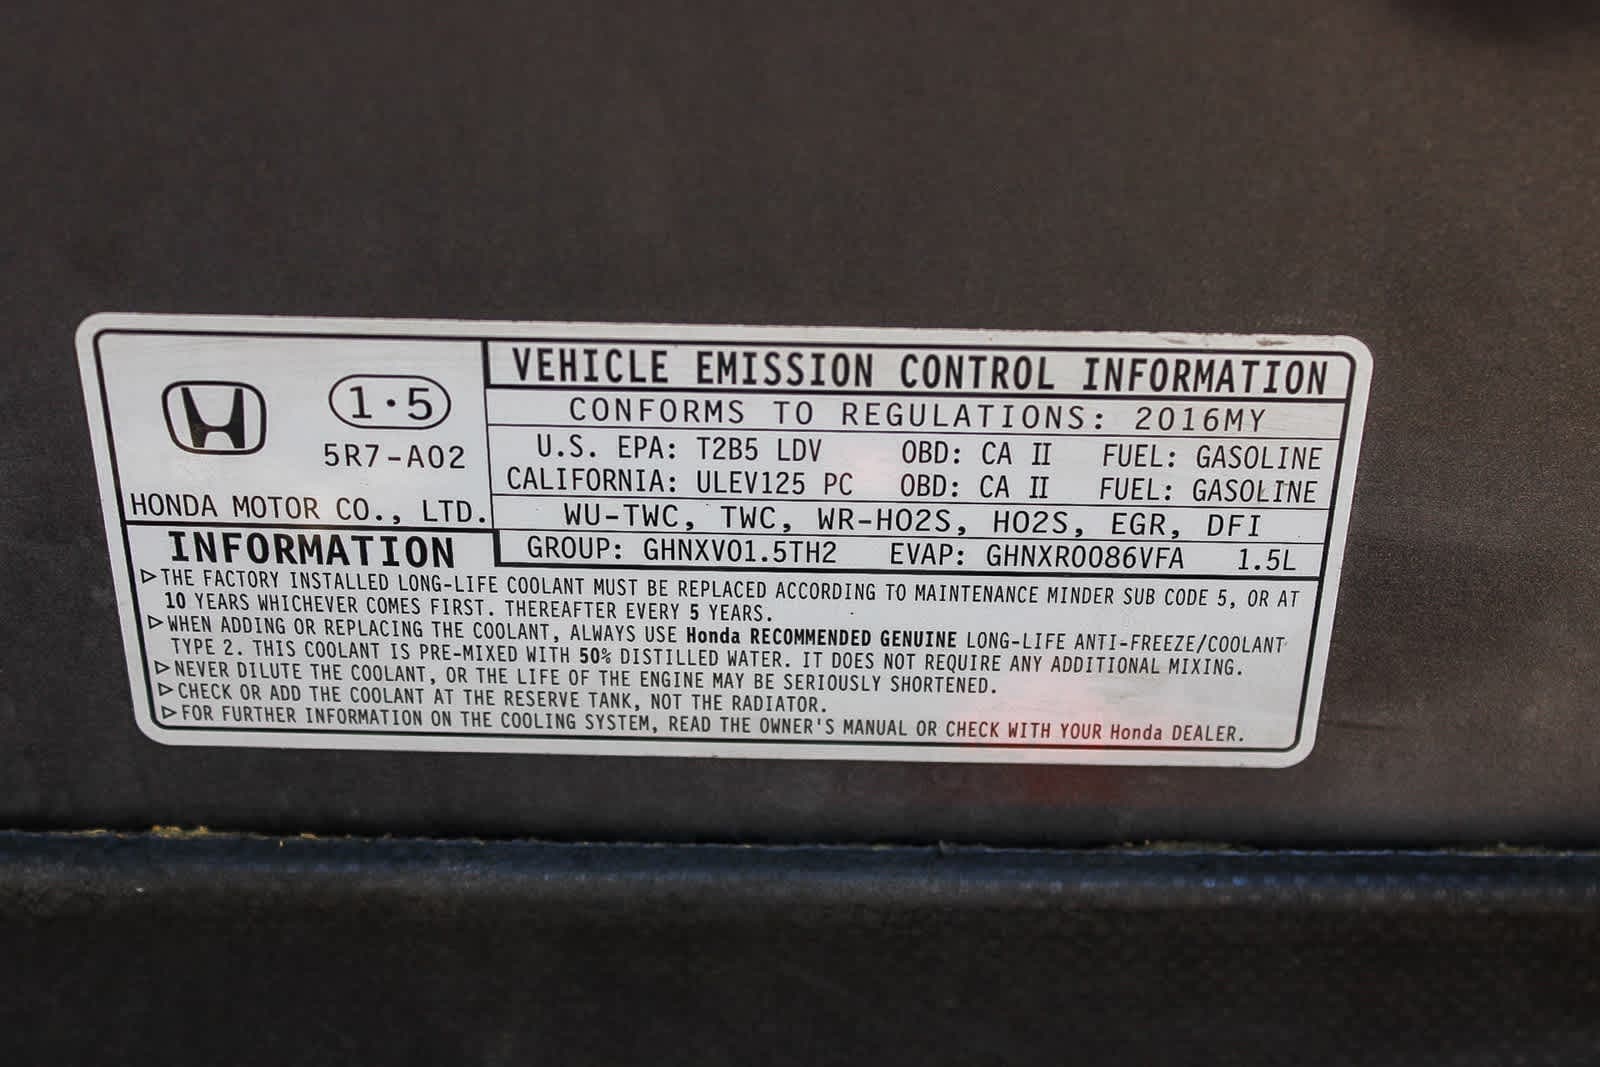 1·5
5R7-A02
HONDA MOTOR CO., LTD.
VEHICLE EMISSION CONTROL INFORMATION
CONFORMS TO REGULATIONS: 2016MY
U.S. EPA: T2B5 LDV OBD: CA II FUEL: GASOLINE
CALIFORNIA: ULEV125 PC OBD: CA II FUEL: GASOLINE
WU-TWC, TWC, WR-HO2S, HO2S, EGR, DFI
GROUP: GHNXV01.5TH2 EVAP: GHNXR0086VFA 1.5L
INFORMATION
▷THE FACTORY INSTALLED LONG-LIFE COOLANT MUST BE REPLACED ACCORDING TO MAINTENANCE MINDER SUB CODE 5, OR AT
10 YEARS WHICHEVER COMES FIRST. THEREAFTER EVERY 5 YEARS.
▷WHEN ADDING OR REPLACING THE COOLANT, ALWAYS USE Honda RECOMMENDED GENUINE LONG-LIFE ANTI-FREEZE/COOLANT
TYPE 2. THIS COOLANT IS PRE-MIXED WITH 50% DISTILLED WATER. IT DOES NOT REQUIRE ANY ADDITIONAL MIXING.
▷NEVER DILUTE THE COOLANT, OR THE LIFE OF THE ENGINE MAY BE SERIOUSLY SHORTENED.
▷CHECK OR ADD THE COOLANT AT THE RESERVE TANK, NOT THE RADIATOR.
▷FOR FURTHER INFORMATION ON THE COOLING SYSTEM, READ THE OWNER'S MANUAL OR CHECK WITH YOUR Honda DEALER.